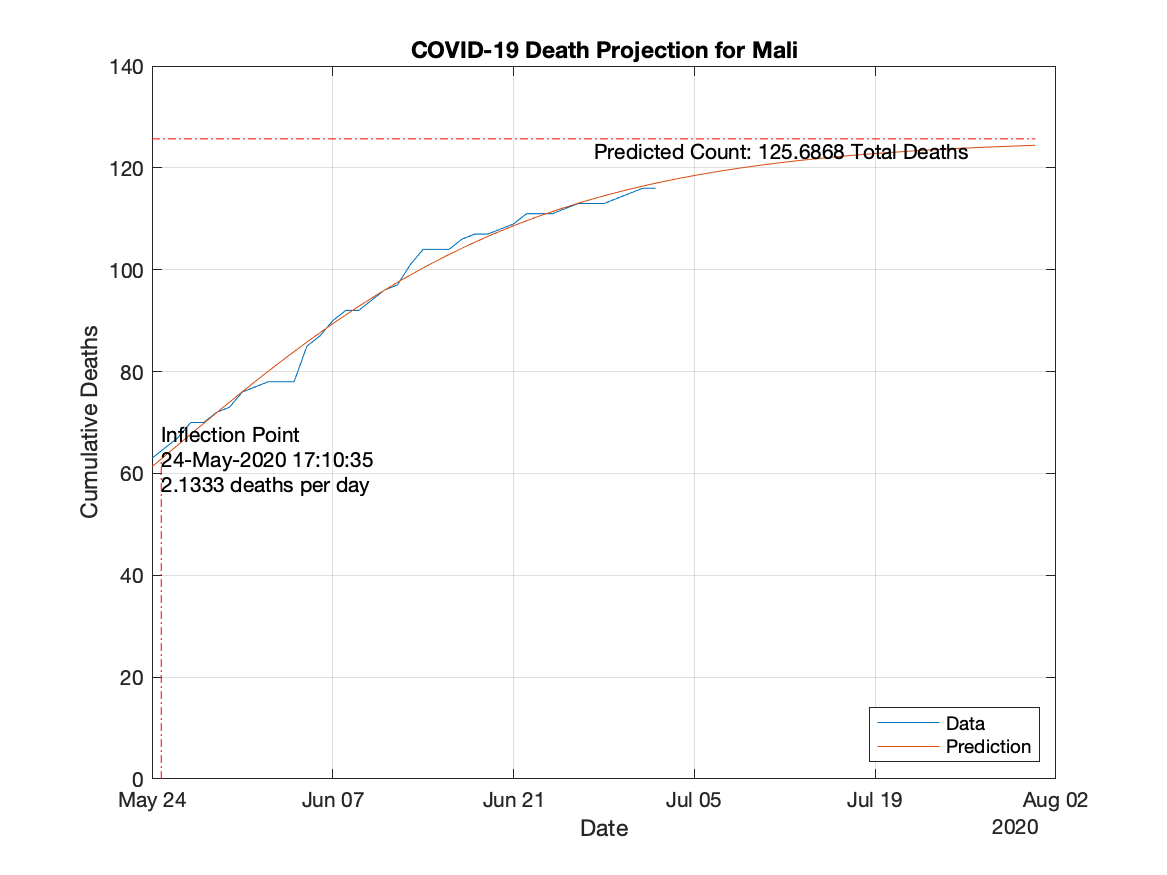 COVID-19 Death Projection for Mali
140
120
100
80
60
40
20
0
Cumulative Deaths
Predicted Count: 125.6868 Total Deaths
Inflection Point
24-May-2020 17:10:35
2.1333 deaths per day
Data
Prediction
May 24
Jun 07
Jun 21
Jul 05
Jul 19
Aug 02
Date
2020